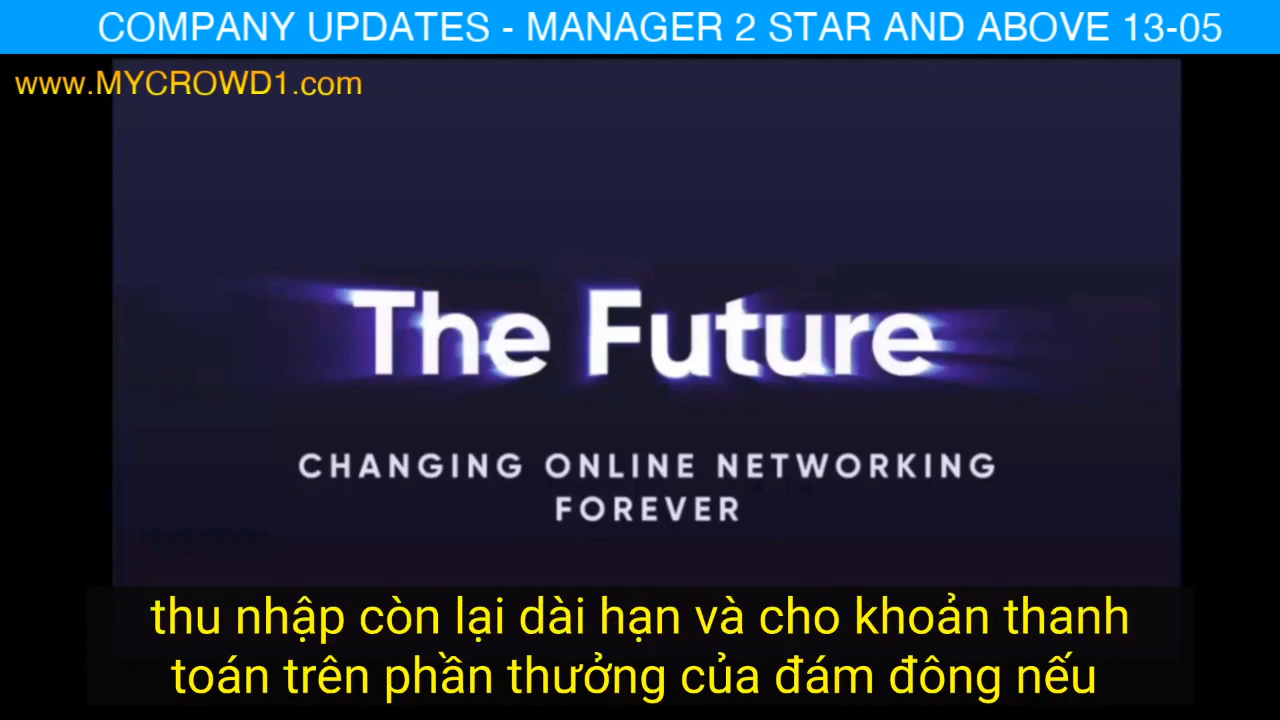 COMPANY UPDATES - MANAGER 2 STAR AND ABOVE 13-05
www.MYCROWD1.com
The Future
CHANGING ONLINE NETWORKING
FOREVER
thu nhập còn lại dài hạn và cho khoản thanh
toán trên phần thưởng của đám đông nếu